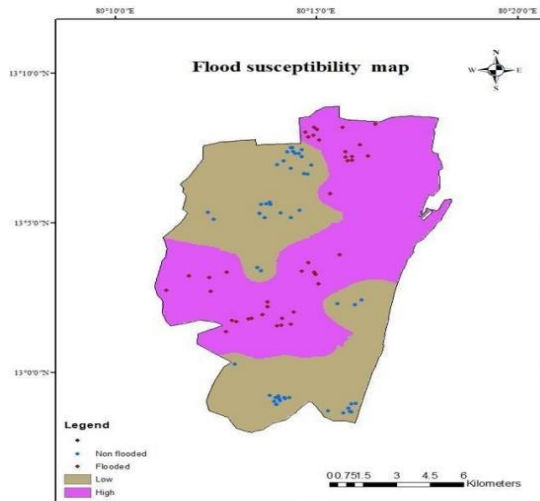 80°10'0"E 80°15'0"E 80°20'0"E
13°10'0"N
Flood susceptibility map
N
W E
S
13°5'0"N
13°0'0"N
Legend
Non flooded
Flooded
Low
High
0 0.75 1.5 3 4.5 6
Kilometers